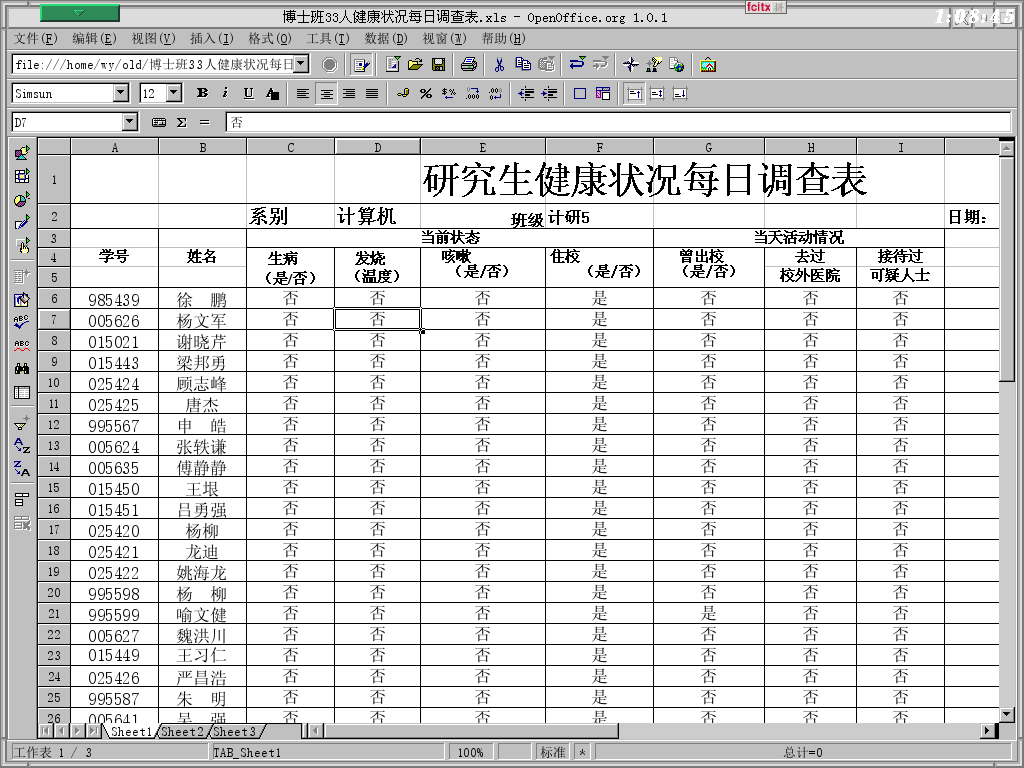 博士班33人健康状况每日调查表.xls - OpenOffice.org 1.0.1
fcitx 拼
1:08:45
文件(F) 编辑(E) 视图(V) 插入(I) 格式(O) 工具(T) 数据(D) 视窗(W) 帮助(H)
file:///home/wy/old/博士班33人健康状况每日
Simsun 12 B i U A
D7 Σ = 否
A B C D E F G H I
1 研究生健康状况每日调查表
2 系别 计算机 班级 计研5 日期:
3 当前状态 当天活动情况
4 学号 姓名 生病 发烧 咳嗽 住校 曾出校 去过 接待过
5 (是/否) (温度) (是/否) (是/否) (是/否) 校外医院 可疑人士
6 985439 徐 鹏 否 否 否 是 否 否 否
7 005626 杨文军 否 否 否 是 否 否 否
8 015021 谢晓芹 否 否 否 是 否 否 否
9 015443 梁邦勇 否 否 否 是 否 否 否
10 025424 顾志峰 否 否 否 是 否 否 否
11 025425 唐杰 否 否 否 是 否 否 否
12 995567 申 皓 否 否 否 是 否 否 否
13 005624 张轶谦 否 否 否 是 否 否 否
14 005635 傅静静 否 否 否 是 否 否 否
15 015450 王垠 否 否 否 是 否 否 否
16 015451 吕勇强 否 否 否 是 否 否 否
17 025420 杨柳 否 否 否 是 否 否 否
18 025421 龙迪 否 否 否 是 否 否 否
19 025422 姚海龙 否 否 否 是 否 否 否
20 995598 杨 柳 否 否 否 是 否 否 否
21 995599 喻文健 否 否 否 是 是 否 否
22 005627 魏洪川 否 否 否 是 否 否 否
23 015449 王习仁 否 否 否 是 否 否 否
24 025426 严昌浩 否 否 否 是 否 否 否
25 995587 朱 明 否 否 否 是 否 否 否
26 005641 吴 强 否 否 否 是 否 否 否
Sheet1 Sheet2 Sheet3
工作表 1 / 3 TAB_Sheet1 100% 标准 * 总计=0